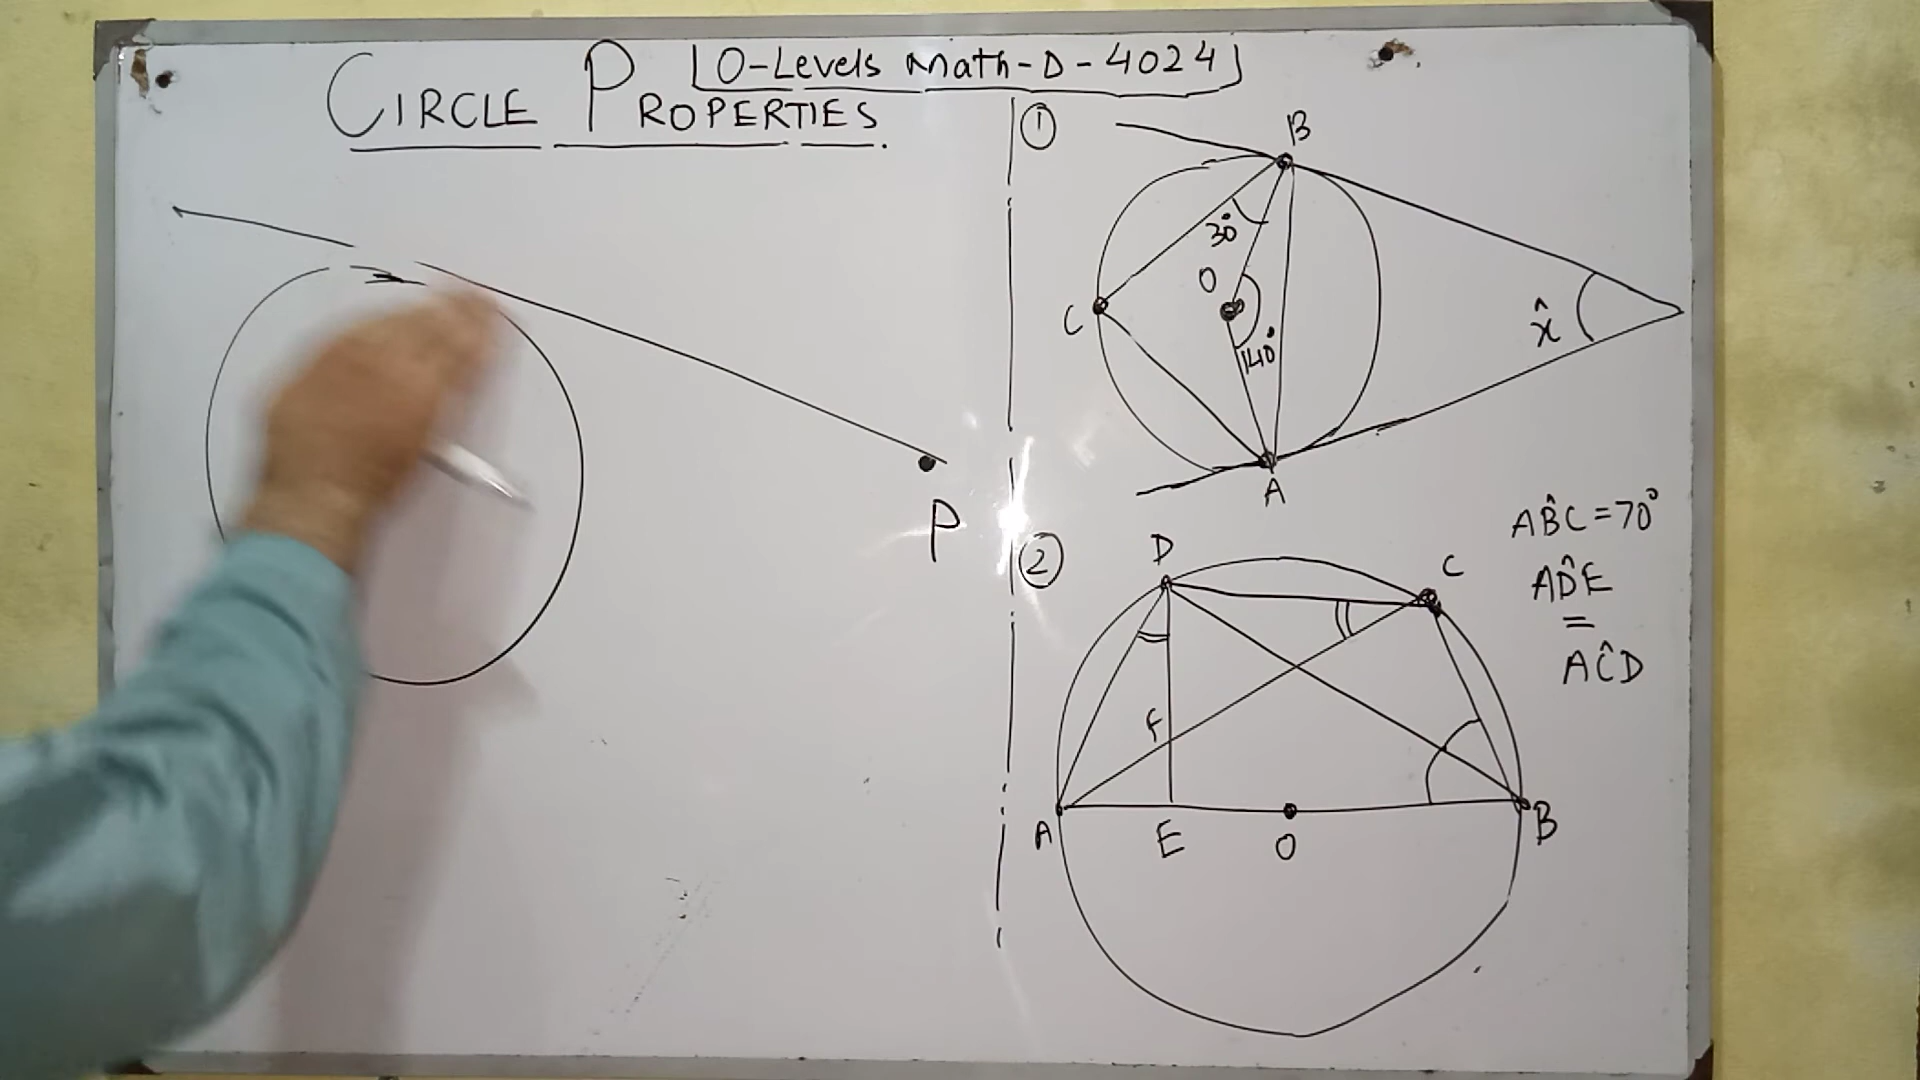 [O-Levels Math-D-4024]
CIRCLE PROPERTIES.
P
①
B
30°
O
C
140°
x̂
A
②
D
C
F
A
E
O
B
AB̂C = 70°
AD̂E
=
AĈD